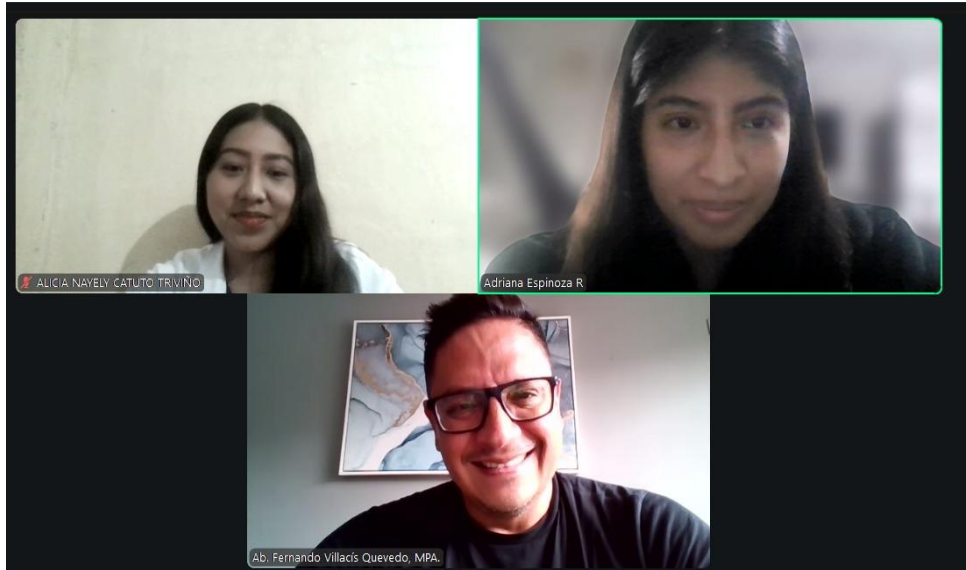 ALICIA NAYELY CATUTO TRIVIÑO
Adriana Espinoza R
Ab. Fernando Villacís Quevedo, MPA.